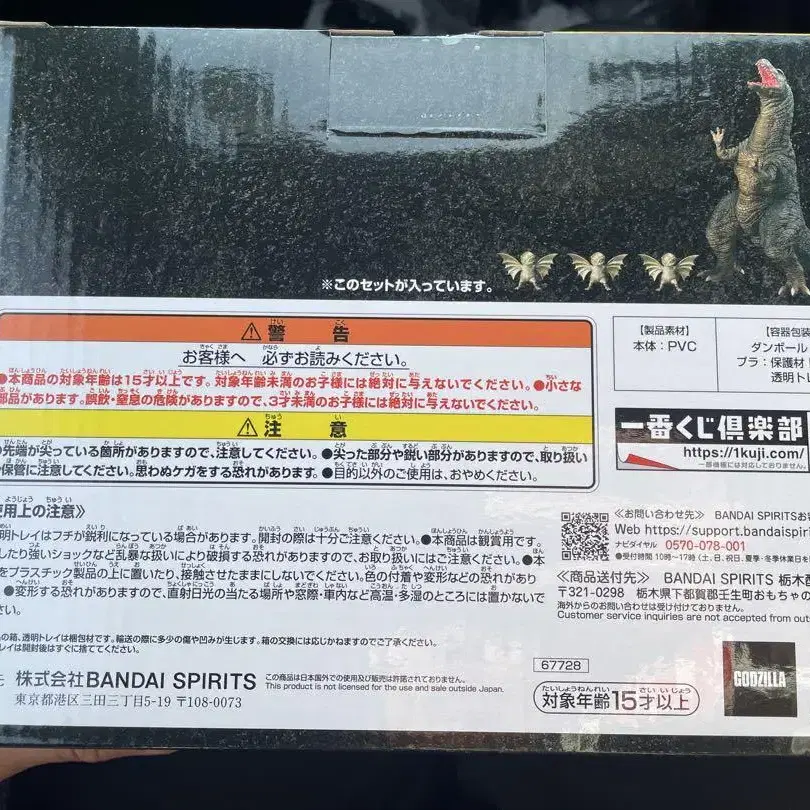 ※このセットが入っています。
⚠警告
お客様へ 必ずお読みください。
●本商品の対象年齢は15才以上です。対象年齢未満のお子様には絶対に与えないでください。●小さな
部品があります。誤飲・窒息の危険がありますので、3才未満のお子様には絶対に与えないでください。
⚠注意
の先端が尖っている箇所がありますので、注意してください。●尖った部分や鋭い部分がありますので、取り扱い
保管に注意してください。思わぬケガをする恐れがあります。●目的以外のご使用は、おやめください。
【製品素材】
本体：PVC
【容器包装
ダンボール
プラ：保護材
透明トレ
一番くじ倶楽部
https://1kuji.com/
一番くじ倶楽部
使用上の注意》
明トレイはフチが鋭利になっている場合があります。開封の際は十分ご注意ください。●本商品は観賞用です。
したり強いショックなど乱暴な扱いにより破損する恐れがありますので、お取り扱いにはご注意ください。●本
をプラスチック製品の上に置いたり、接触させたままにしないでください。色の付着や変形などの恐れがあり
●変形する恐れがありますので、直射日光の当たる場所や窓際・車内など高温・多湿のところには置かないで
い。
の箱、透明トレイは梱包材です。輸送の際に多少の傷や凹みが生じます。箱の交換には応じかねますのでご了承ください。
レイは開封後はすぐに捨ててください。
≪お問い合わせ先≫ BANDAI SPIRITSお
Web https://support.bandaispiri
ナビダイヤル 0570-078-001
●受付時間 10時～17時（土、日、祝日、夏季・冬季休業日
≪商品送付先≫ BANDAI SPIRITS 栃木
〒321-0298 栃木県下都賀郡壬生町おもちゃの
海外からのお問い合わせは受け付けておりません。
Customer service inquiries are not accepted from out
株式会社BANDAI SPIRITS
東京都港区三田三丁目5-19 〒108-0073
この商品は日本国外での使用及び販売は許諾されておりません。
This product is not licensed for the use and sale outside Japan.
67728
対象年齢15才以上
GODZILLA